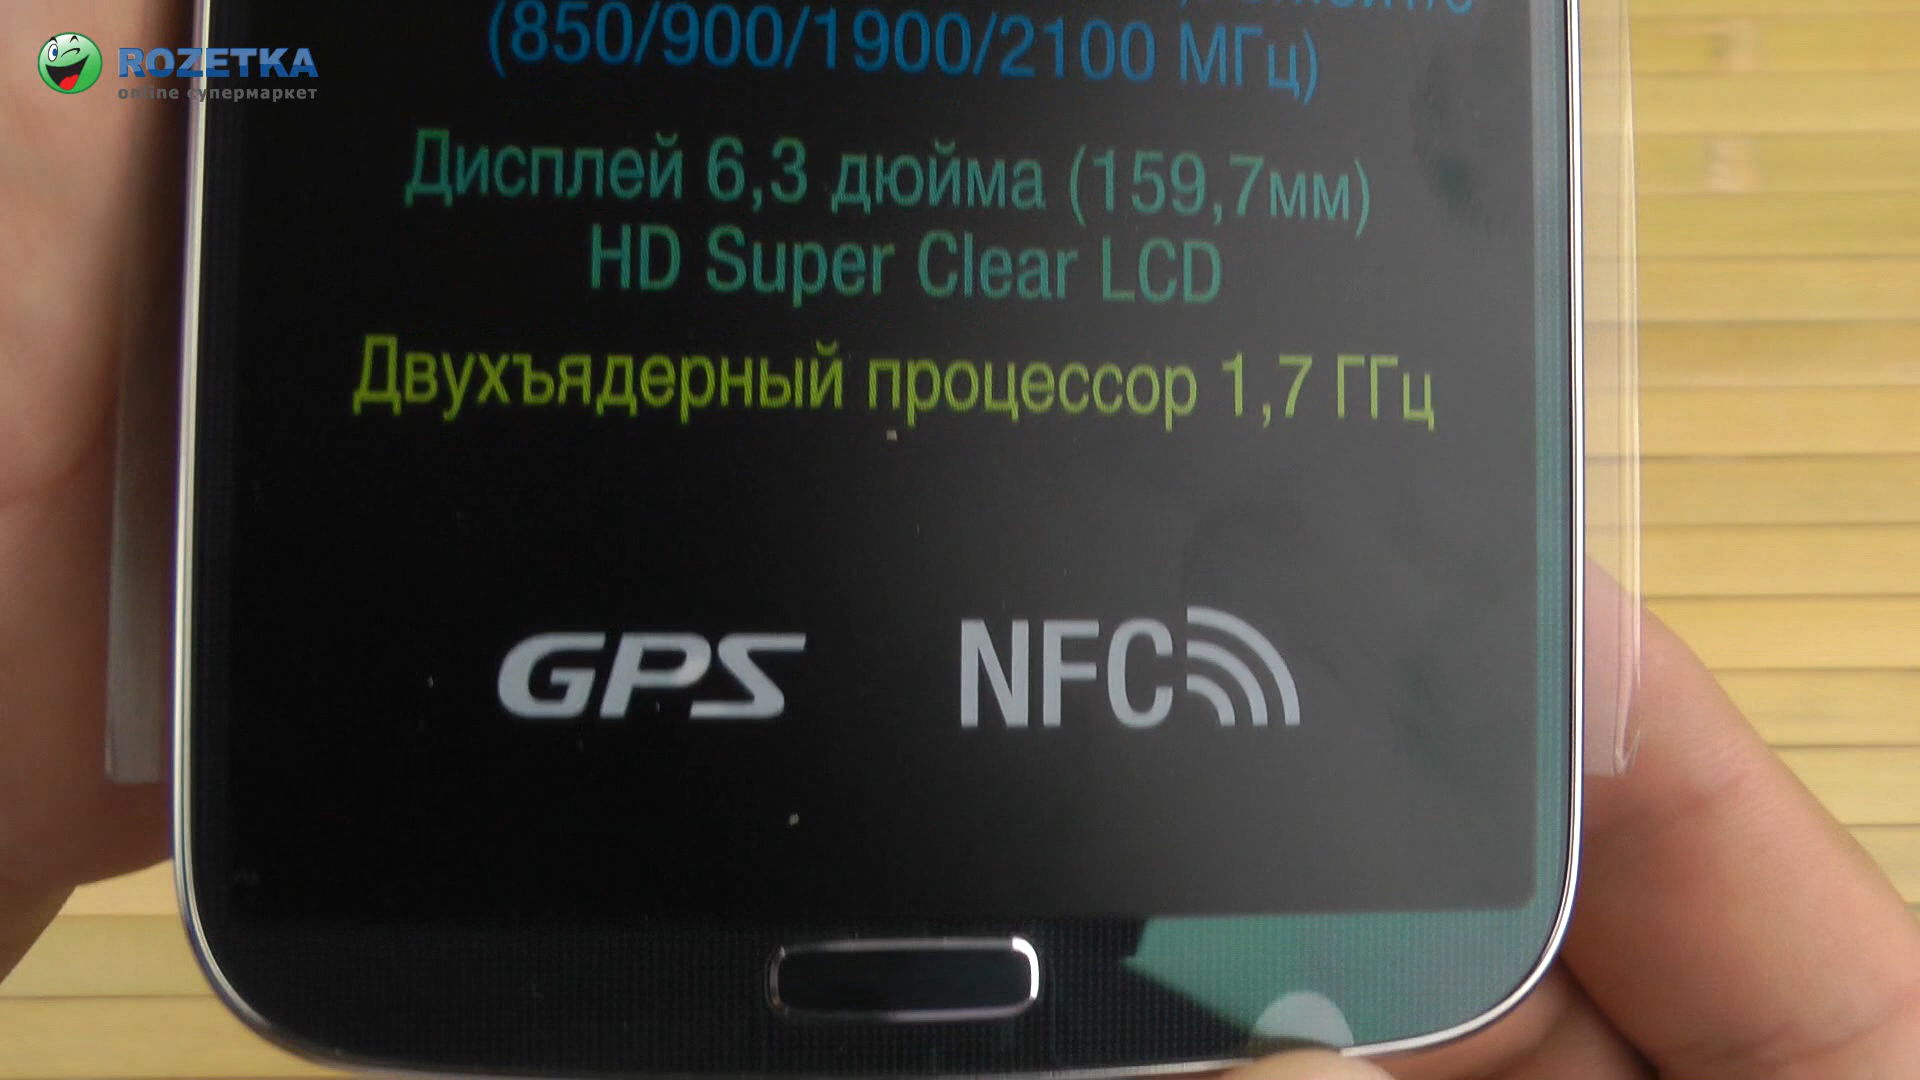 ROZETKA
online супермаркет
(850/900/1900/2100 МГц)
Дисплей 6,3 дюйма (159,7мм)
HD Super Clear LCD
Двухъядерный процессор 1,7 ГГц
GPS NFC